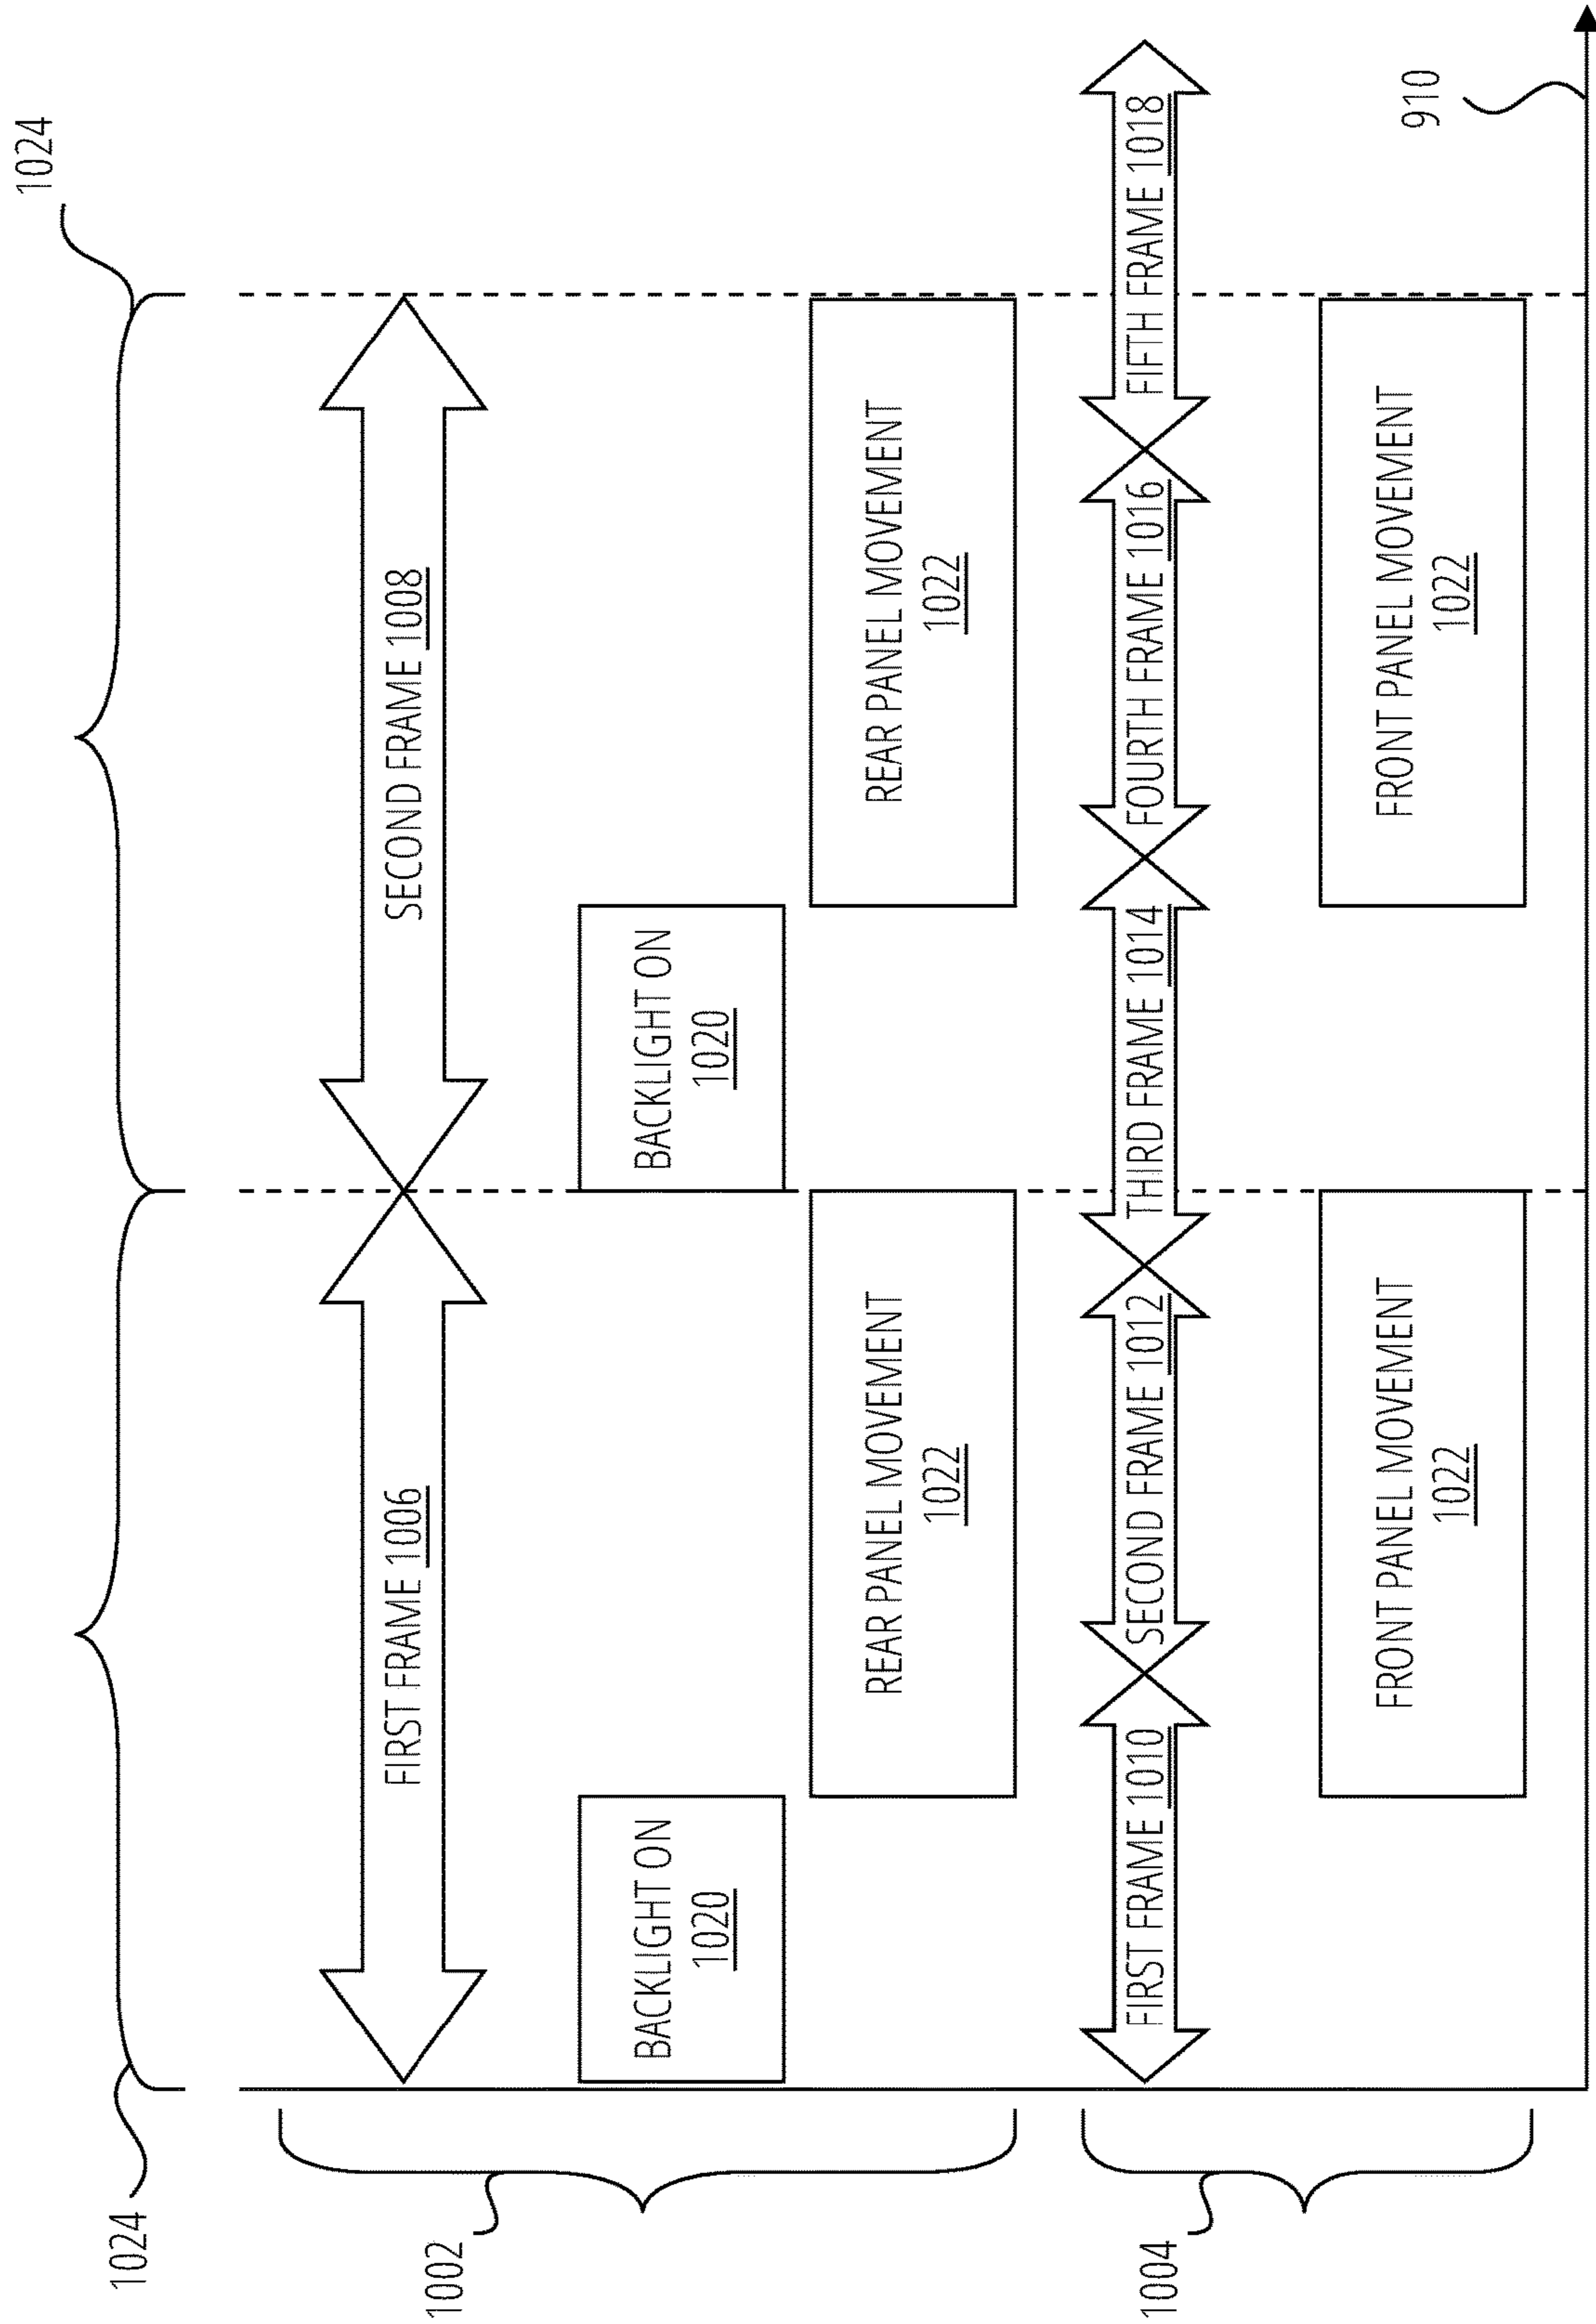 1024
1024
1002
FIRST FRAME 1006
SECOND FRAME 1008
BACKLIGHT ON
1020
BACKLIGHT ON
1020
REAR PANEL MOVEMENT
1022
REAR PANEL MOVEMENT
1022
1004
FIRST FRAME 1010
SECOND FRAME 1012
THIRD FRAME 1014
FOURTH FRAME 1016
FIFTH FRAME 1018
FRONT PANEL MOVEMENT
1022
FRONT PANEL MOVEMENT
1022
910